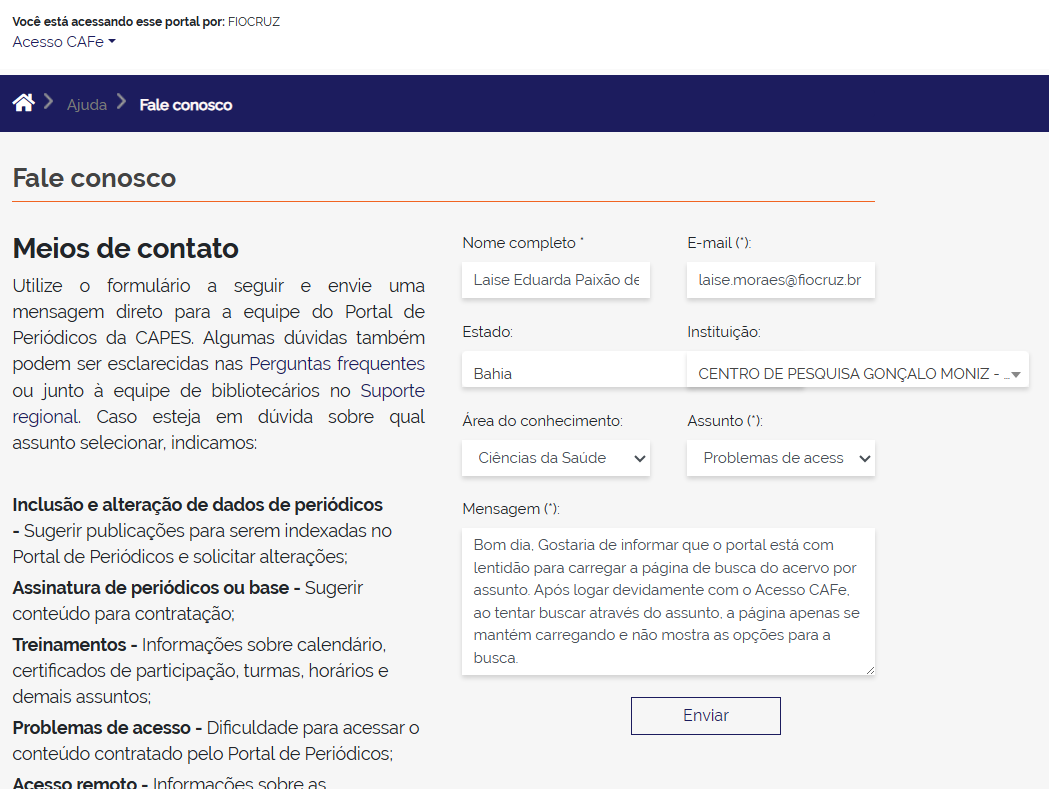 Você está acessando esse portal por: FIOCRUZ
Acesso CAFe
Ajuda
Fale conosco
Fale conosco
Meios de contato
Utilize o formulário a seguir e envie uma
mensagem direto para a equipe do Portal de
Periódicos da CAPES. Algumas dúvidas também
podem ser esclarecidas nas Perguntas frequentes
ou junto à equipe de bibliotecários no Suporte
regional. Caso esteja em dúvida sobre qual
assunto selecionar, indicamos:
Inclusão e alteração de dados de periódicos
- Sugerir publicações para serem indexadas no
Portal de Periódicos e solicitar alterações;
Assinatura de periódicos ou base - Sugerir
conteúdo para contratação;
Treinamentos - Informações sobre calendário,
certificados de participação, turmas, horários e
demais assuntos;
Problemas de acesso - Dificuldade para acessar o
conteúdo contratado pelo Portal de Periódicos;
Acesso remoto - Informações sobre as
Nome completo *
Laise Eduarda Paixão de
E-mail (*):
laise.moraes@fiocruz.br
Estado:
Bahia
Instituição:
CENTRO DE PESQUISA GONÇALO MONIZ - ...
Área do conhecimento:
Ciências da Saúde
Assunto (*):
Problemas de acess
Mensagem (*):
Bom dia, Gostaria de informar que o portal está com
lentidão para carregar a página de busca do acervo por
assunto. Após logar devidamente com o Acesso CAFe,
ao tentar buscar através do assunto, a página apenas se
mantém carregando e não mostra as opções para a
busca.
Enviar